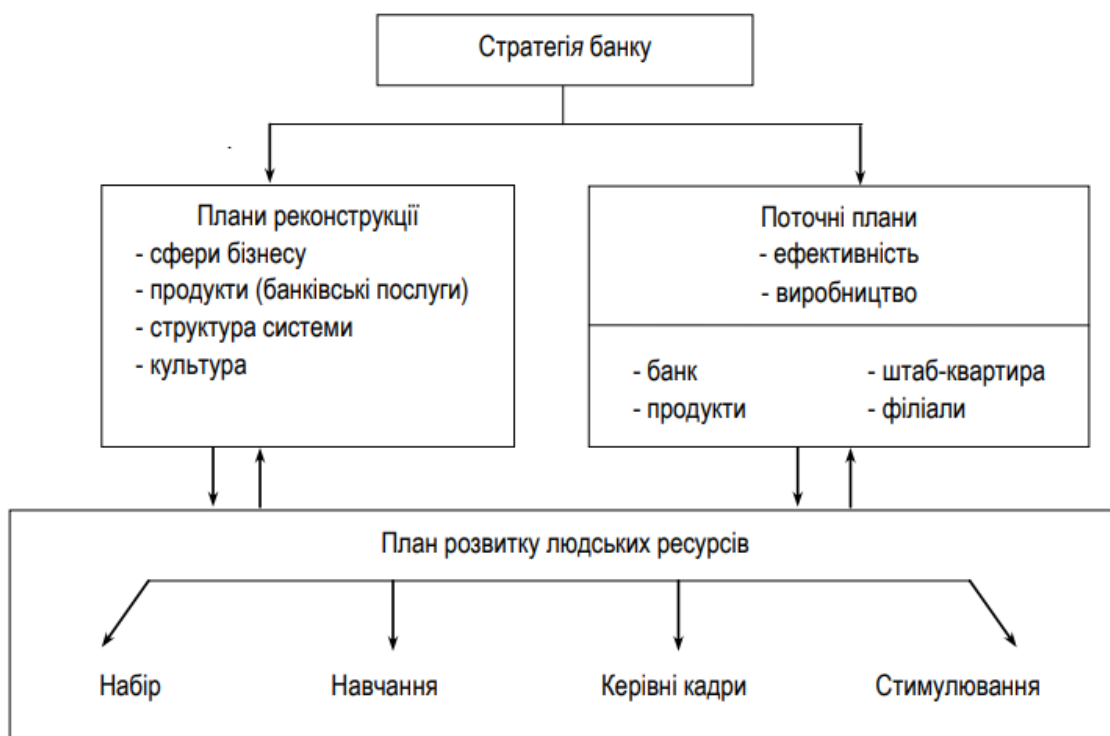 Стратегія банку
Плани реконструкції
- сфери бізнесу
- продукти (банківські послуги)
- структура системи
- культура
Поточні плани
- ефективність
- виробництво
- банк
- продукти
- штаб-квартира
- філіали
План розвитку людських ресурсів
Набір
Навчання
Керівні кадри
Стимулювання